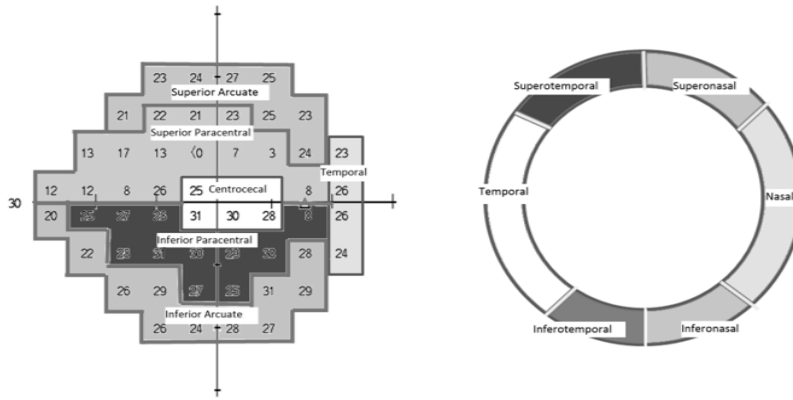 23 24 27 25
Superior Arcuate
21 22 21 23 25 23
Superior Paracentral
13 17 13 <0 7 3 24 23
Temporal
12 12 8 26 25 Centrocecal 8 26
30
20 31 30 28 26
Inferior Paracentral
22 28 24
26 29 31 29
Inferior Arcuate
26 24 28 27
Superotemporal Superonasal
Temporal Nasal
Inferotemporal Inferonasal